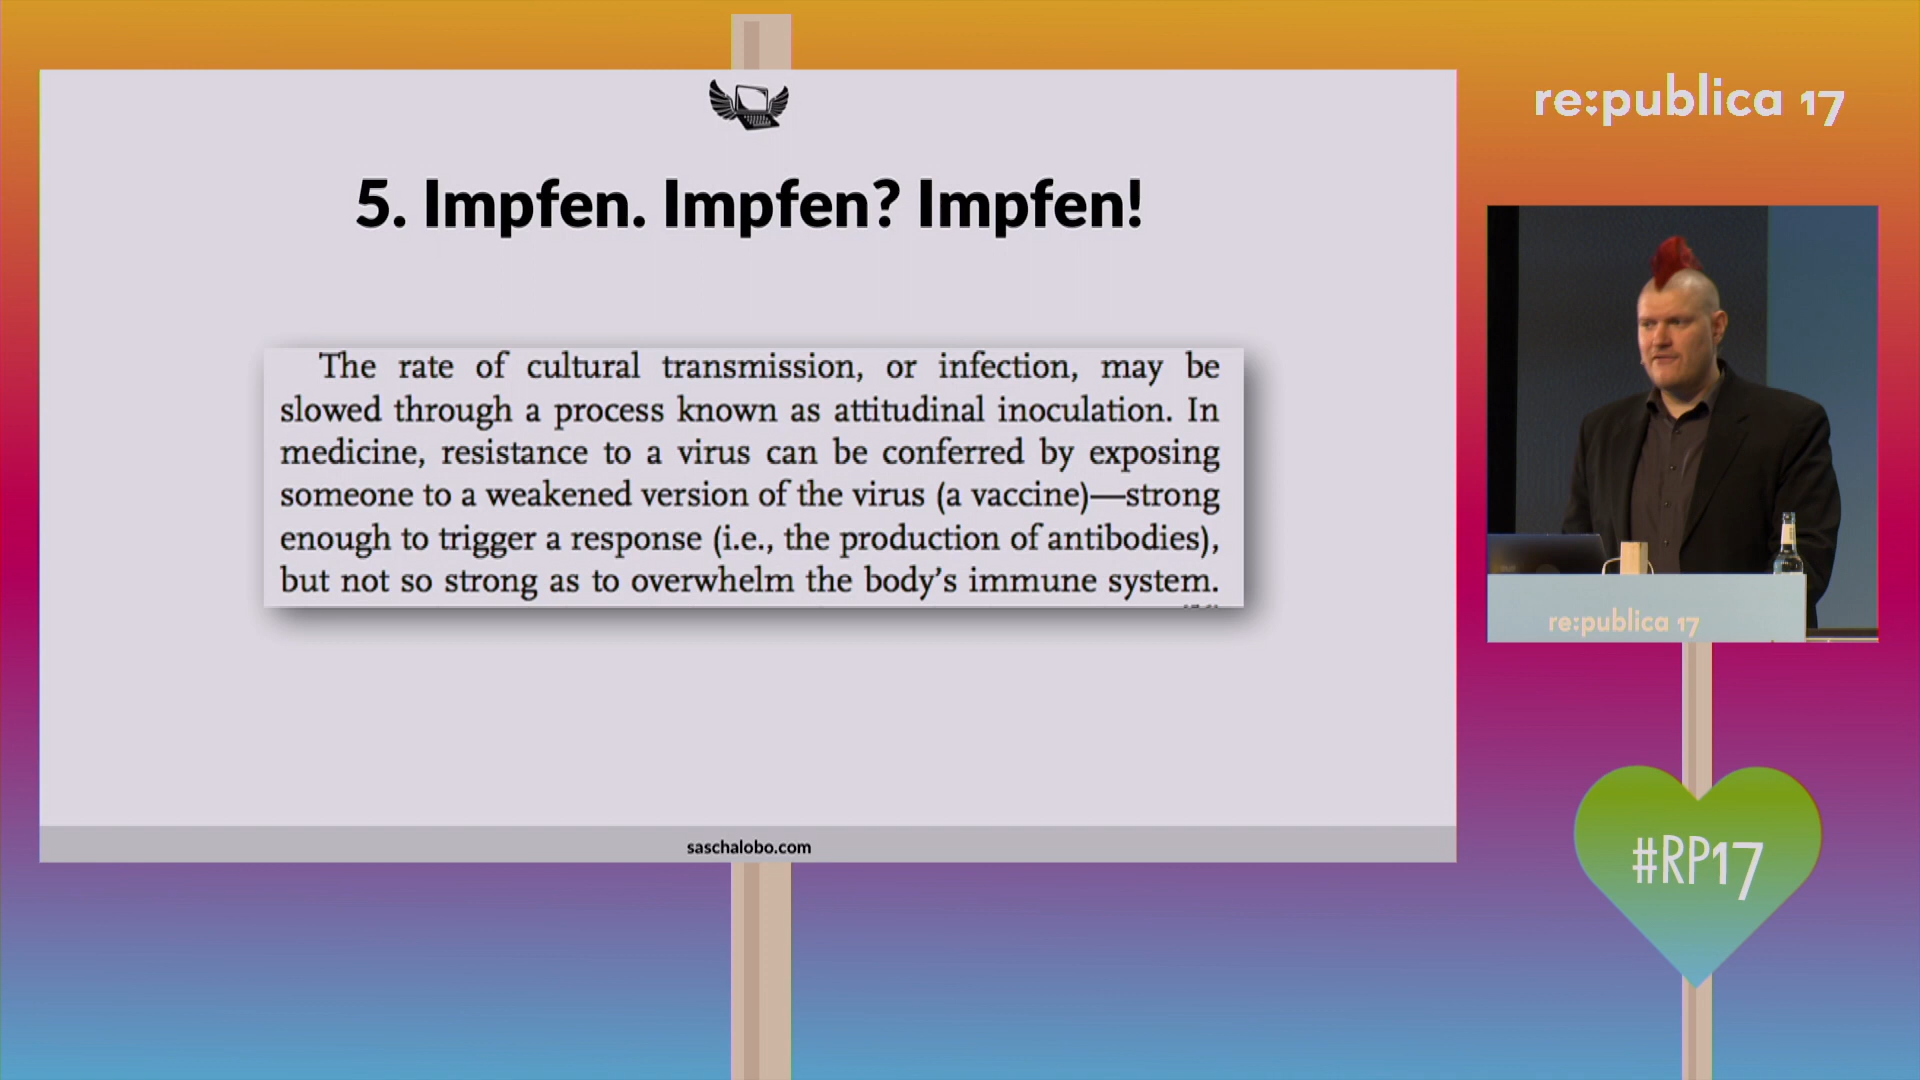 re:publica 17
5. Impfen. Impfen? Impfen!
The rate of cultural transmission, or infection, may be
slowed through a process known as attitudinal inoculation. In
medicine, resistance to a virus can be conferred by exposing
someone to a weakened version of the virus (a vaccine)—strong
enough to trigger a response (i.e., the production of antibodies),
but not so strong as to overwhelm the body's immune system.
saschalobo.com
re:publica 17
#RP17